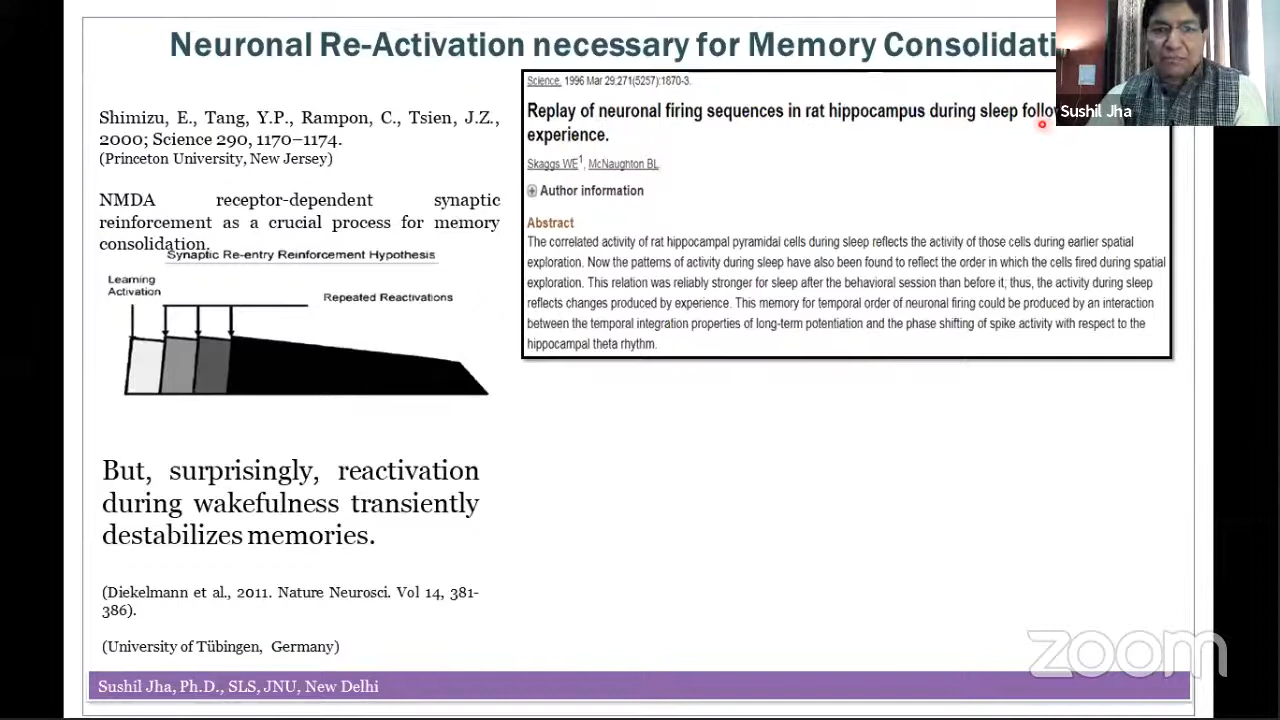 Neuronal Re-Activation necessary for Memory
Shimizu, E., Tang, Y.P., Rampon, C., Tsien, J.Z.,
2000; Science 290, 1170–1174.
(Princeton University, New Jersey)
NMDA receptor-dependent synaptic
reinforcement as a crucial process for memory
consolidation.
Synaptic Re-entry Reinforcement Hypothesis
Learning
Activation
Repeated Reactivations
But, surprisingly, reactivation
during wakefulness transiently
destabilizes memories.
(Diekelmann et al., 2011. Nature Neurosci. Vol 14, 381-
386).
(University of Tübingen, Germany)
Science. 1996 Mar 29;271(5257):1870-3.
Replay of neuronal firing sequences in rat hippocampus during sleep
experience.
Skaggs WE1, McNaughton BL.
Author information
Abstract
The correlated activity of rat hippocampal pyramidal cells during sleep reflects the activity of those cells during earlier spatial
exploration. Now the patterns of activity during sleep have also been found to reflect the order in which the cells fired during spatial
exploration. This relation was reliably stronger for sleep after the behavioral session than before it; thus, the activity during sleep
reflects changes produced by experience. This memory for temporal order of neuronal firing could be produced by an interaction
between the temporal integration properties of long-term potentiation and the phase shifting of spike activity with respect to the
hippocampal theta rhythm.
Sushil Jha
zoom
Sushil Jha, Ph.D., SLS, JNU, New Delhi